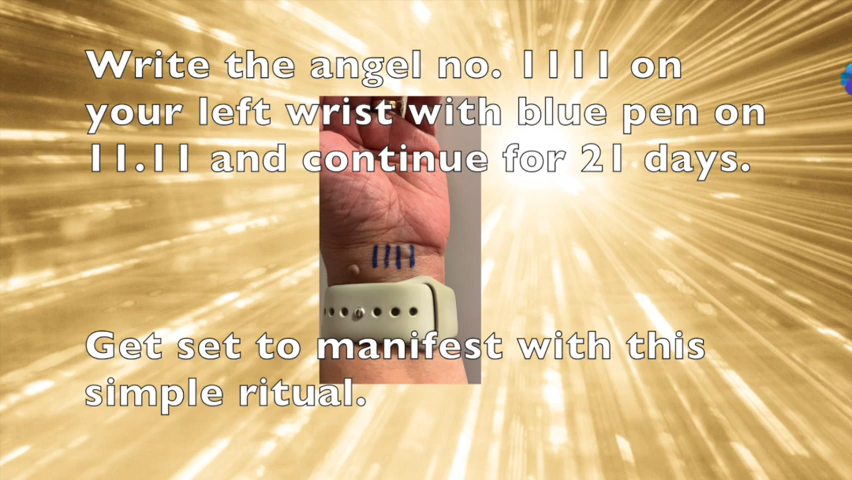 Write the angel no. 1111 on
your left wrist with blue pen on
11.11 and continue for 21 days.
1111
Get set to manifest with this
simple ritual.